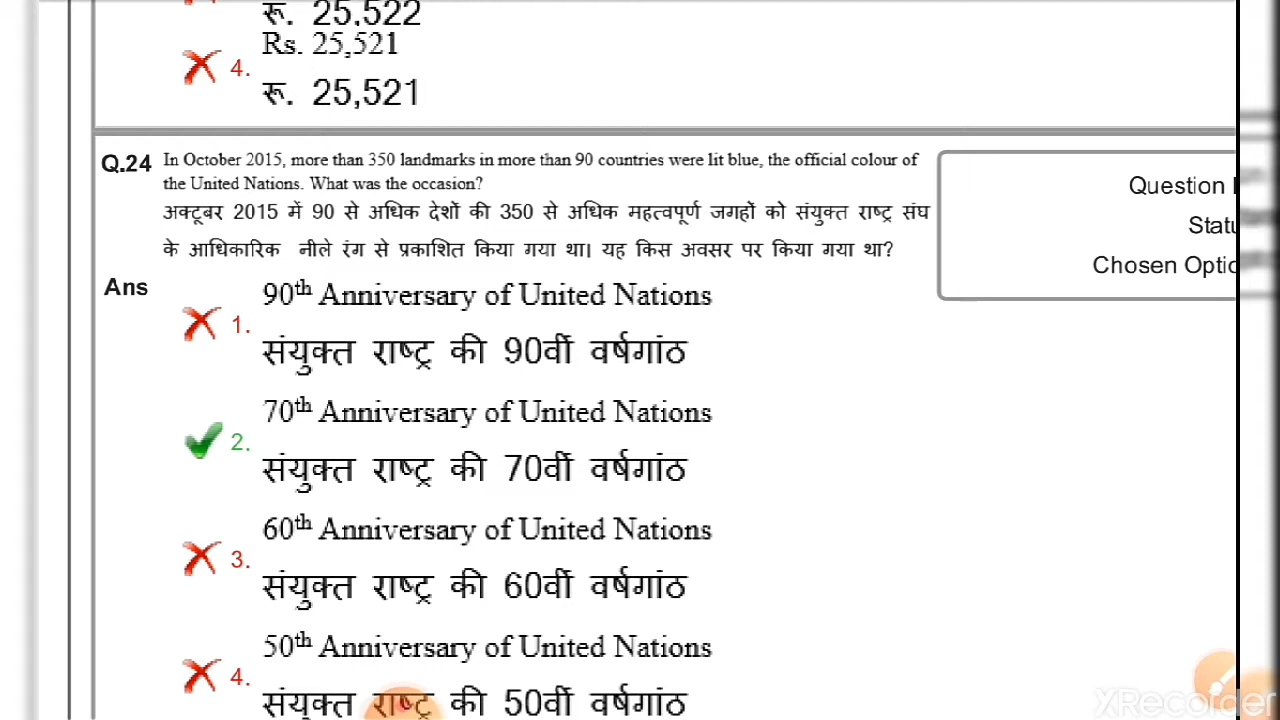 रू. 25,522
Rs. 25,521
4.
रू. 25,521
Q.24 In October 2015, more than 350 landmarks in more than 90 countries were lit blue, the official colour of
the United Nations. What was the occasion?
अक्टूबर 2015 में 90 से अधिक देशों की 350 से अधिक महत्वपूर्ण जगहों को संयुक्त राष्ट्र संघ
के आधिकारिक नीले रंग से प्रकाशित किया गया था। यह किस अवसर पर किया गया था?
Question
Statu
Chosen Optio
Ans
90th Anniversary of United Nations
1.
संयुक्त राष्ट्र की 90वीं वर्षगांठ
70th Anniversary of United Nations
2.
संयुक्त राष्ट्र की 70वीं वर्षगांठ
60th Anniversary of United Nations
3.
संयुक्त राष्ट्र की 60वीं वर्षगांठ
50th Anniversary of United Nations
4.
संयुक्त राष्ट्र की 50वीं वर्षगांठ
XRecorder